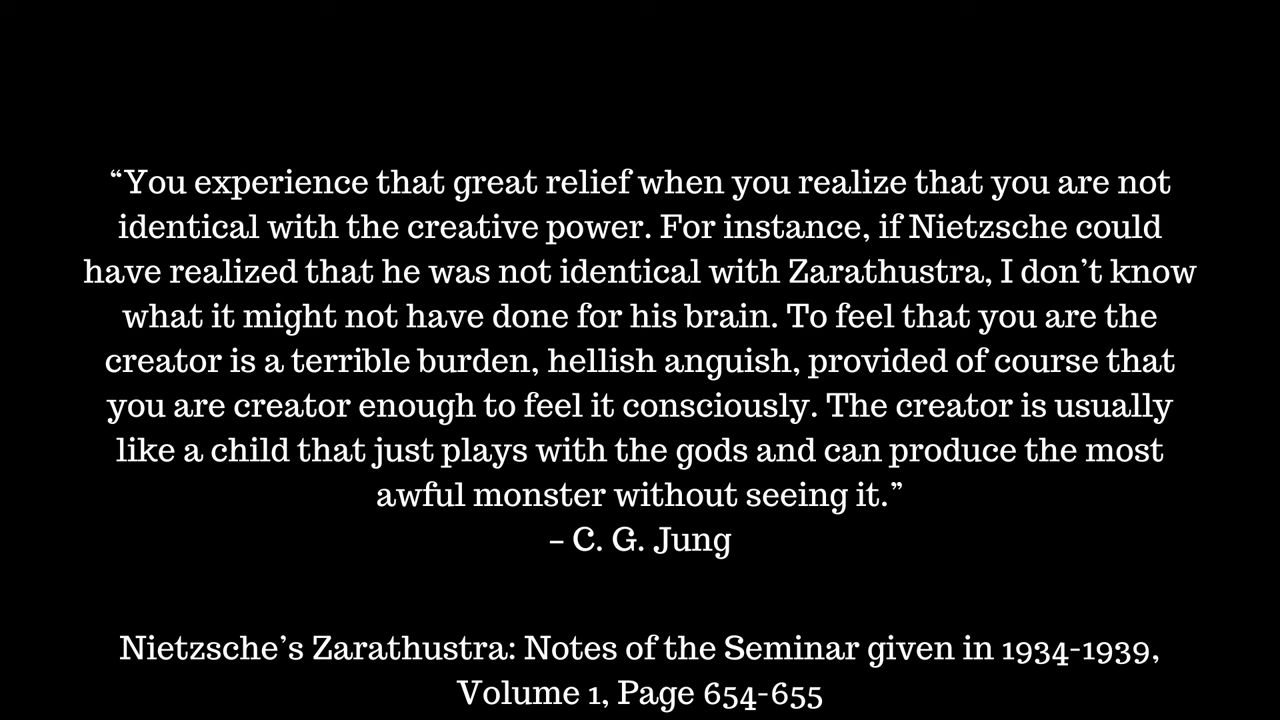 “You experience that great relief when you realize that you are not
identical with the creative power. For instance, if Nietzsche could
have realized that he was not identical with Zarathustra, I don’t know
what it might not have done for his brain. To feel that you are the
creator is a terrible burden, hellish anguish, provided of course that
you are creator enough to feel it consciously. The creator is usually
like a child that just plays with the gods and can produce the most
awful monster without seeing it.”
– C. G. Jung
Nietzsche’s Zarathustra: Notes of the Seminar given in 1934-1939,
Volume 1, Page 654-655